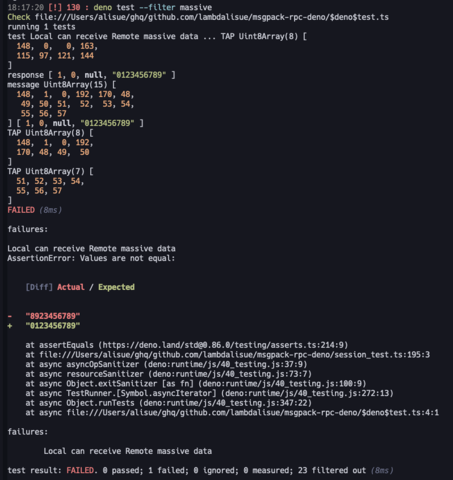 18:17:20 [!] 130 : deno test --filter massive
Check file:///Users/alisue/ghq/github.com/lambdalisue/msgpack-rpc-deno/$deno$test.ts
running 1 tests
test Local can receive Remote massive data ... TAP Uint8Array(8) [
148, 0, 0, 163,
115, 97, 121, 144
]
response [ 1, 0, null, "0123456789" ]
message Uint8Array(15) [
148, 1, 0, 192, 170, 48,
49, 50, 51, 52, 53, 54,
55, 56, 57
] [ 1, 0, null, "0123456789" ]
TAP Uint8Array(8) [
148, 1, 0, 192,
170, 48, 49, 50
]
TAP Uint8Array(7) [
51, 52, 53, 54,
55, 56, 57
]
FAILED (8ms)
failures:
Local can receive Remote massive data
AssertionError: Values are not equal:
[Diff] Actual / Expected
- "8923456789"
+ "0123456789"
at assertEquals (https://deno.land/std@0.86.0/testing/asserts.ts:214:9)
at file:///Users/alisue/ghq/github.com/lambdalisue/msgpack-rpc-deno/session_test.ts:195:3
at async asyncOpSanitizer (deno:runtime/js/40_testing.js:37:9)
at async resourceSanitizer (deno:runtime/js/40_testing.js:73:7)
at async Object.exitSanitizer [as fn] (deno:runtime/js/40_testing.js:100:9)
at async TestRunner.[Symbol.asyncIterator] (deno:runtime/js/40_testing.js:272:13)
at async Object.runTests (deno:runtime/js/40_testing.js:347:22)
at async file:///Users/alisue/ghq/github.com/lambdalisue/msgpack-rpc-deno/$deno$test.ts:4:1
failures:
Local can receive Remote massive data
test result: FAILED. 0 passed; 1 failed; 0 ignored; 0 measured; 23 filtered out (8ms)